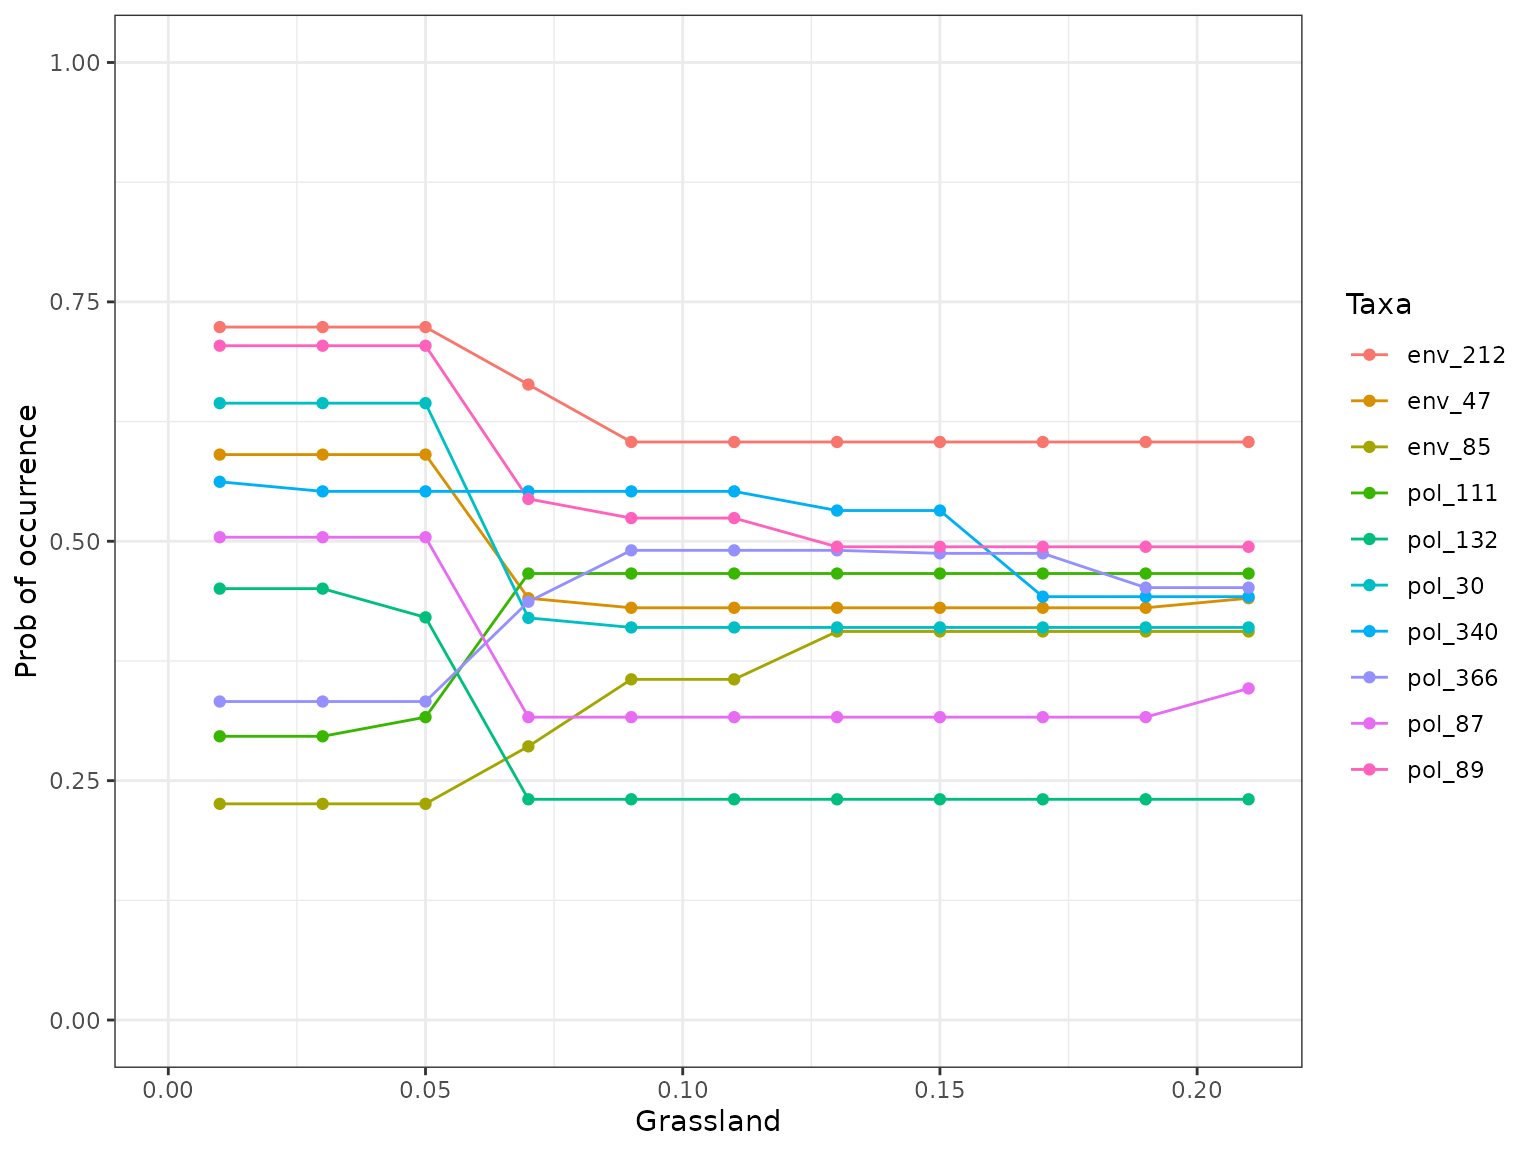 1.00
0.75
0.50
0.25
0.00
Prob of occurrence
0.00 0.05 0.10 0.15 0.20
Grassland
Taxa
env_212
env_47
env_85
pol_111
pol_132
pol_30
pol_340
pol_366
pol_87
pol_89